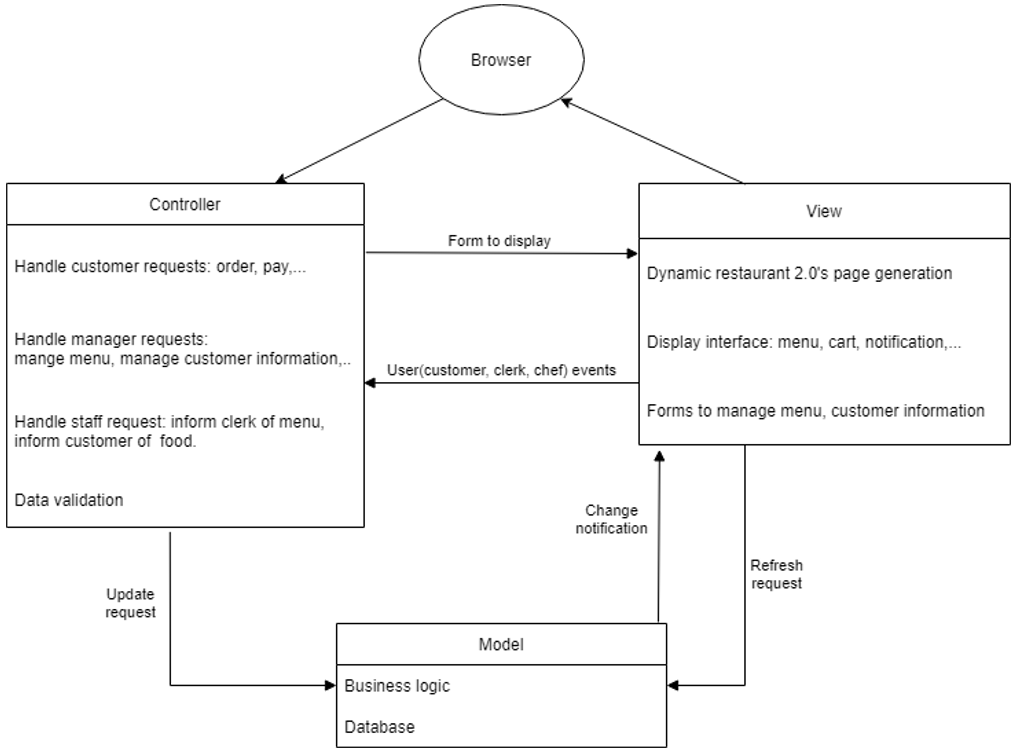 Browser
Controller
Handle customer requests: order, pay,...
Handle manager requests:
mange menu, manage customer information,..
Handle staff request: inform clerk of menu,
inform customer of food.
Data validation
Form to display
User(customer, clerk, chef) events
View
Dynamic restaurant 2.0's page generation
Display interface: menu, cart, notification,...
Forms to manage menu, customer information
Change
notification
Refresh
request
Update
request
Model
Business logic
Database